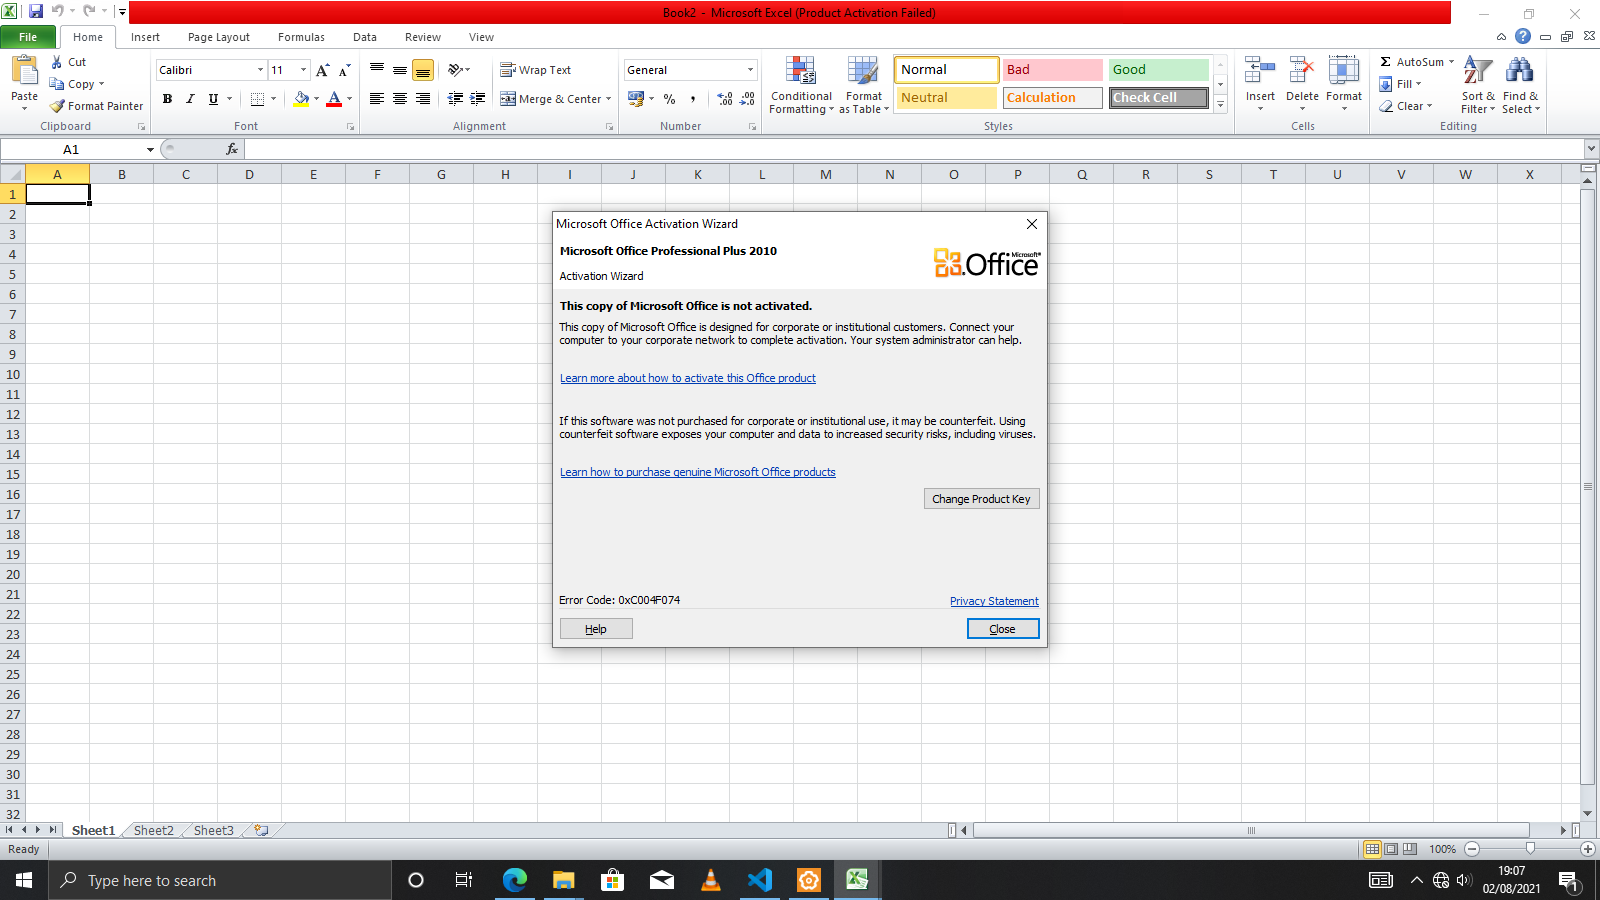 Book2 - Microsoft Excel (Product Activation Failed)
File Home Insert Page Layout Formulas Data Review View
Paste
Cut
Copy
Format Painter
Clipboard
Calibri 11
B I U A
Font
Wrap Text
Merge & Center
Alignment
General
% ,
Number
Conditional Formatting
Format as Table
Normal Bad Good
Neutral Calculation Check Cell
Styles
Insert Delete Format
Cells
Σ AutoSum
Fill
Clear
Sort & Filter
Find & Select
Editing
A1 fx
A B C D E F G H I J K L M N O P Q R S T U V W X
1
2
3
4
5
6
7
8
9
10
11
12
13
14
15
16
17
18
19
20
21
22
23
24
25
26
27
28
29
30
31
32
Microsoft Office Activation Wizard
Microsoft Office Professional Plus 2010
Activation Wizard
Microsoft® Office
This copy of Microsoft Office is not activated.
This copy of Microsoft Office is designed for corporate or institutional customers. Connect your
computer to your corporate network to complete activation. Your system administrator can help.
Learn more about how to activate this Office product
If this software was not purchased for corporate or institutional use, it may be counterfeit. Using
counterfeit software exposes your computer and data to increased security risks, including viruses.
Learn how to purchase genuine Microsoft Office products
Change Product Key
Error Code: 0xC004F074
Privacy Statement
Help Close
Sheet1 Sheet2 Sheet3
Ready 100%
Type here to search
19:07
02/08/2021
1